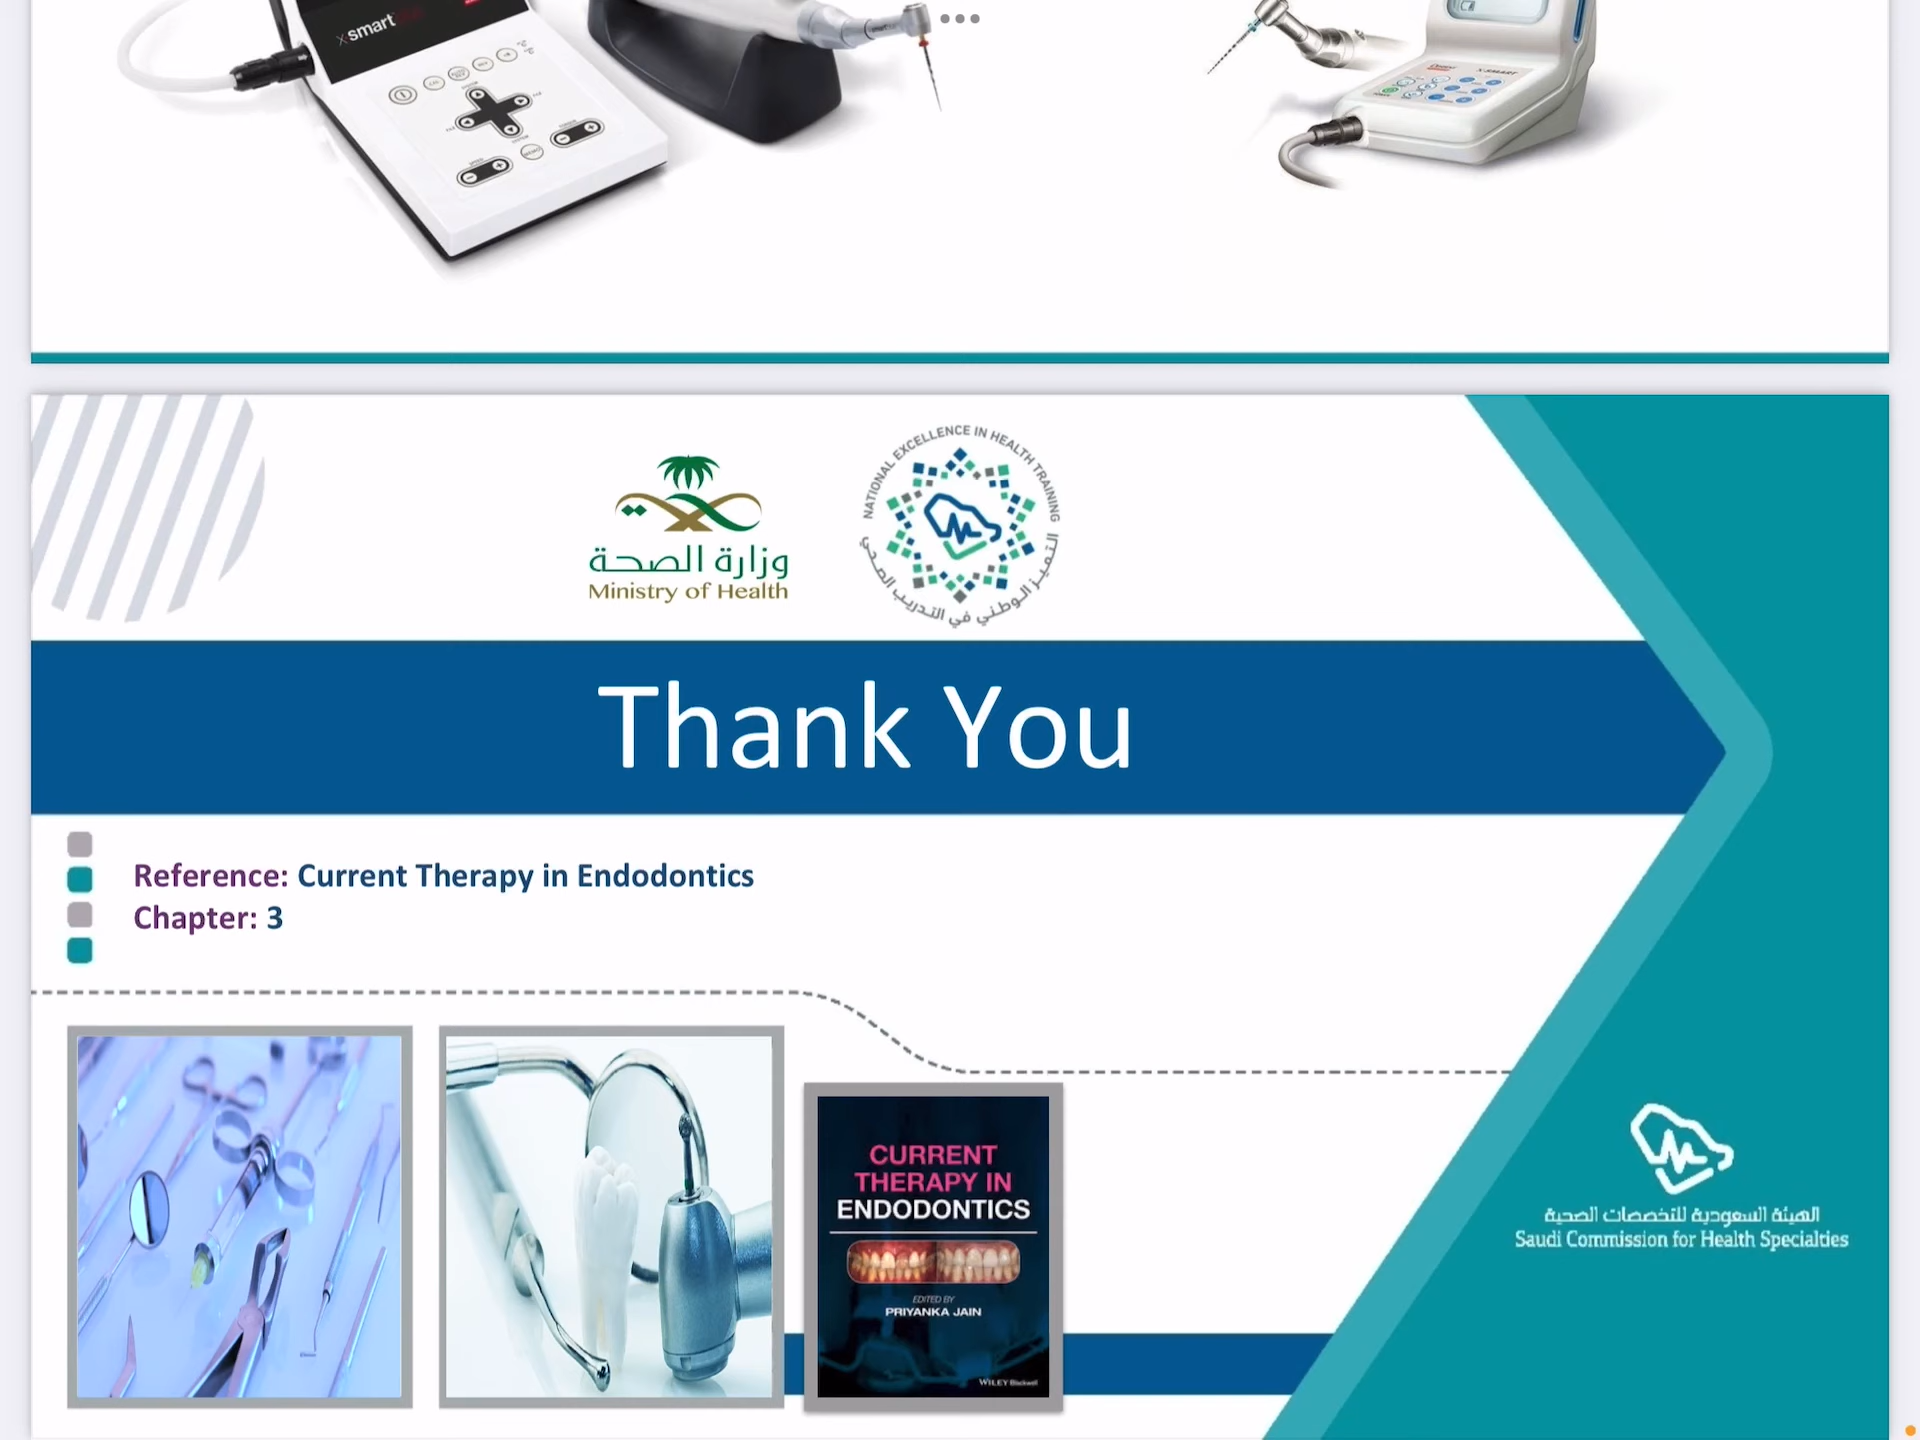 x smart
X-SMART
NATIONAL EXCELLENCE IN HEALTH TRAINING
التميز الوطني في التدريب الصحي
وزارة الصحة
Ministry of Health
Thank You
Reference: Current Therapy in Endodontics
Chapter: 3
CURRENT
THERAPY IN
ENDODONTICS
EDITED BY
PRIYANKA JAIN
WILEY Blackwell
الهيئة السعودية للتخصصات الصحية
Saudi Commission for Health Specialties